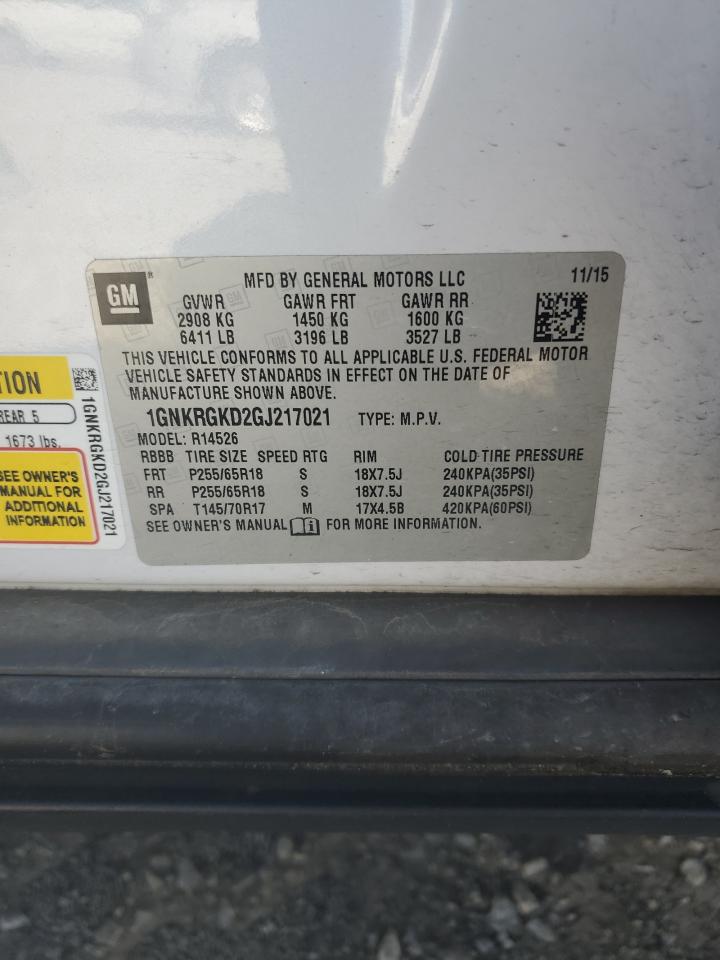 GM
MFD BY GENERAL MOTORS LLC 11/15
GVWR GAWR FRT GAWR RR
2908 KG 1450 KG 1600 KG
6411 LB 3196 LB 3527 LB
THIS VEHICLE CONFORMS TO ALL APPLICABLE U.S. FEDERAL MOTOR
VEHICLE SAFETY STANDARDS IN EFFECT ON THE DATE OF
MANUFACTURE SHOWN ABOVE.
1GNKRGKD2GJ217021 TYPE: M.P.V.
MODEL: R14526
RBBB TIRE SIZE SPEED RTG RIM COLD TIRE PRESSURE
FRT P255/65R18 S 18X7.5J 240KPA(35PSI)
RR P255/65R18 S 18X7.5J 240KPA(35PSI)
SPA T145/70R17 M 17X4.5B 420KPA(60PSI)
SEE OWNER'S MANUAL FOR MORE INFORMATION.
REAR 5
1673 lbs.
SEE OWNER'S
MANUAL FOR
ADDITIONAL
INFORMATION
1GNKRGKD2GJ217021